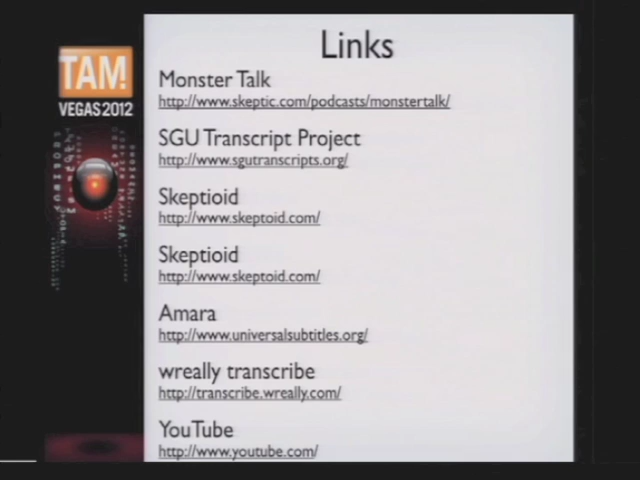 Links
TAM!
VEGAS 2012
Monster Talk
http://www.skeptic.com/podcasts/monstertalk/
SGU Transcript Project
http://www.sgutranscripts.org/
Skeptioid
http://www.skeptoid.com/
Skeptioid
http://www.skeptoid.com/
Amara
http://www.universalsubtitles.org/
wreally transcribe
http://transcribe.wreally.com/
YouTube
http://www.youtube.com/